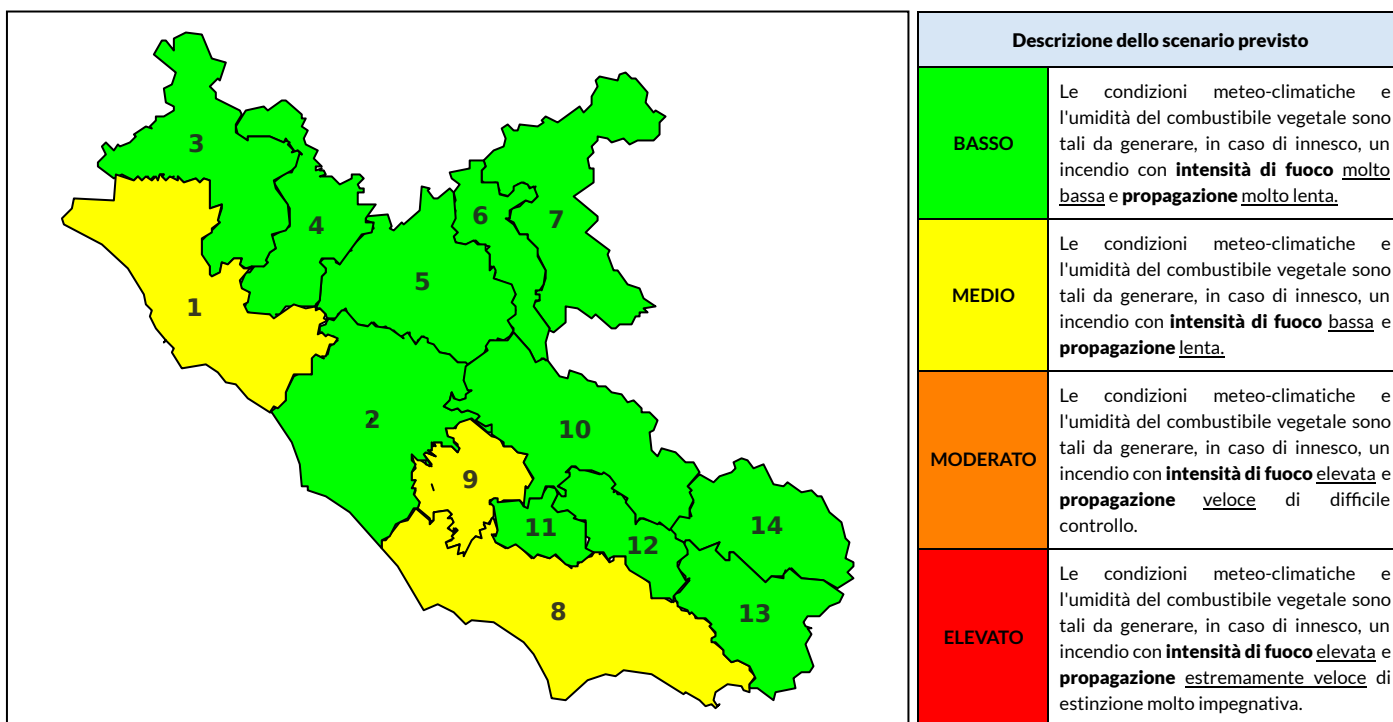 3
4
6
7
5
1
2
10
9
11
12
14
8
13
Descrizione dello scenario previsto
BASSO
Le condizioni meteo-climatiche e
l'umidità del combustibile vegetale sono
tali da generare, in caso di innesco, un
incendio con intensità di fuoco molto
bassa e propagazione molto lenta.
MEDIO
Le condizioni meteo-climatiche e
l'umidità del combustibile vegetale sono
tali da generare, in caso di innesco, un
incendio con intensità di fuoco bassa e
propagazione lenta.
MODERATO
Le condizioni meteo-climatiche e
l'umidità del combustibile vegetale sono
tali da generare, in caso di innesco, un
incendio con intensità di fuoco elevata e
propagazione veloce di difficile
controllo.
ELEVATO
Le condizioni meteo-climatiche e
l'umidità del combustibile vegetale sono
tali da generare, in caso di innesco, un
incendio con intensità di fuoco elevata e
propagazione estremamente veloce di
estinzione molto impegnativa.